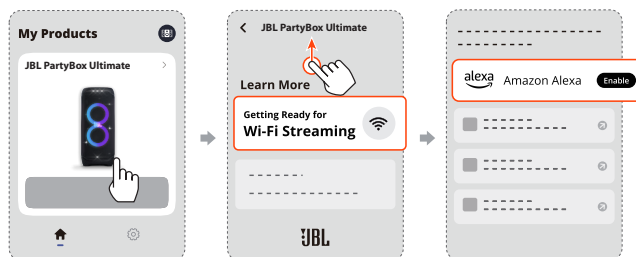 My Products
JBL PartyBox Ultimate
JBL PartyBox Ultimate
Learn More
Getting Ready for
Wi-Fi Streaming
JBL
alexa
Amazon Alexa
Enable